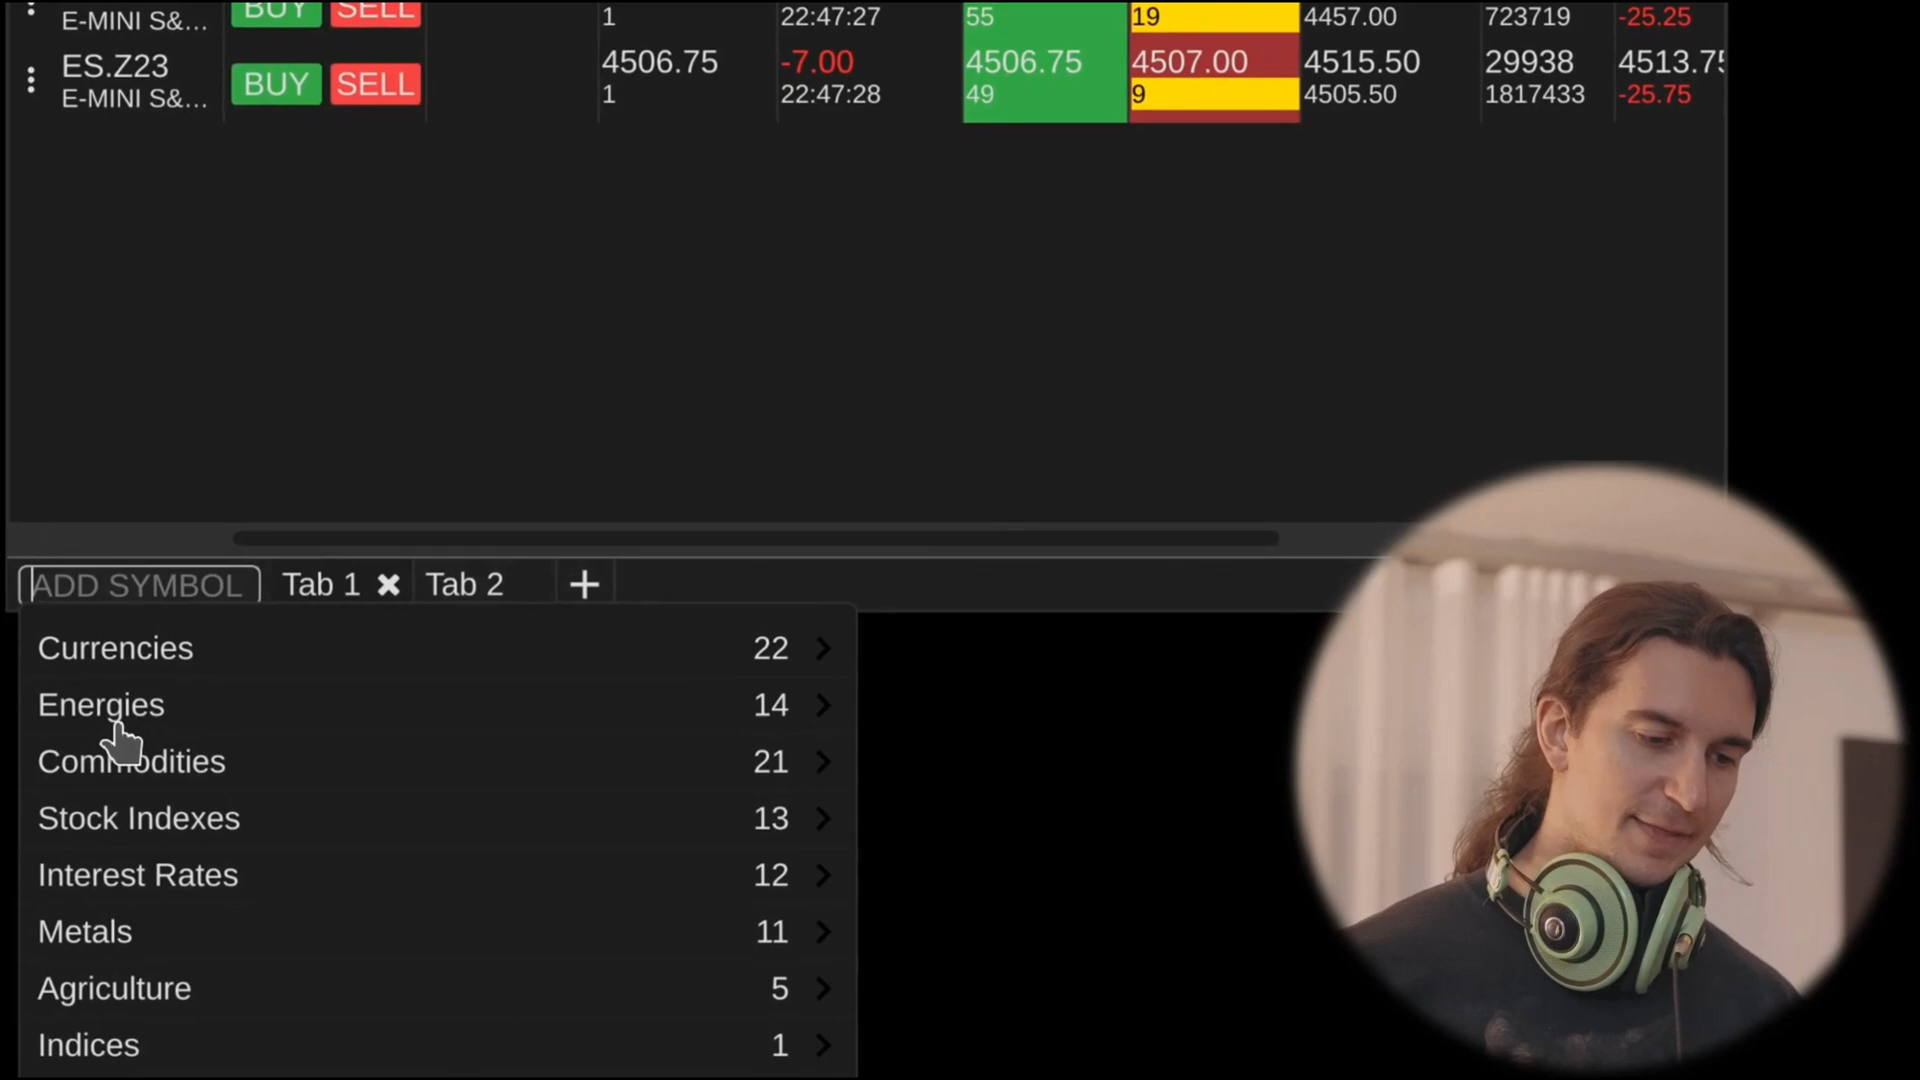 BUY SELL
E-MINI S&... 1 22:47:27 55 19 4457.00 723719 -25.25
ES.Z23 BUY SELL 4506.75 -7.00 4506.75 4507.00 4515.50 29938 4513.75
E-MINI S&... 1 22:47:28 49 9 4505.50 1817433 -25.75
ADD SYMBOL Tab 1 Tab 2 +
Currencies 22
Energies 14
Commodities 21
Stock Indexes 13
Interest Rates 12
Metals 11
Agriculture 5
Indices 1